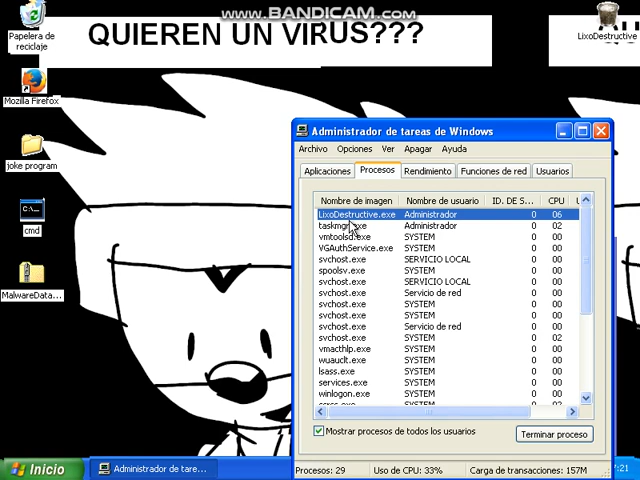 WWW.BANDICAM.COM
QUIEREN UN VIRUS???
Papelera de
reciclaje
LixoDestructive
Mozilla Firefox
joke program
cmd
MalwareData...
Administrador de tareas de Windows
Archivo Opciones Ver Apagar Ayuda
Aplicaciones Procesos Rendimiento Funciones de red Usuarios
Nombre de imagen Nombre de usuario ID. DE S... CPU
LixoDestructive.exe Administrador 0 06
Administrador 0 02
vmtoolsd.exe SYSTEM 0 00
VGAuthService.exe SYSTEM 0 00
svchost.exe SERVICIO LOCAL 0 00
spoolsv.exe SYSTEM 0 00
svchost.exe SERVICIO LOCAL 0 00
svchost.exe Servicio de red 0 00
svchost.exe SYSTEM 0 00
svchost.exe SYSTEM 0 00
svchost.exe Servicio de red 0 00
svchost.exe SYSTEM 0 02
vmacthlp.exe SYSTEM 0 00
wuauclt.exe SYSTEM 0 00
lsass.exe SYSTEM 0 00
services.exe SYSTEM 0 00
winlogon.exe SYSTEM 0 00
Mostrar procesos de todos los usuarios
Terminar proceso
Procesos: 29 Uso de CPU: 33% Carga de transacciones: 157M
Inicio Administrador de tare... 7:21